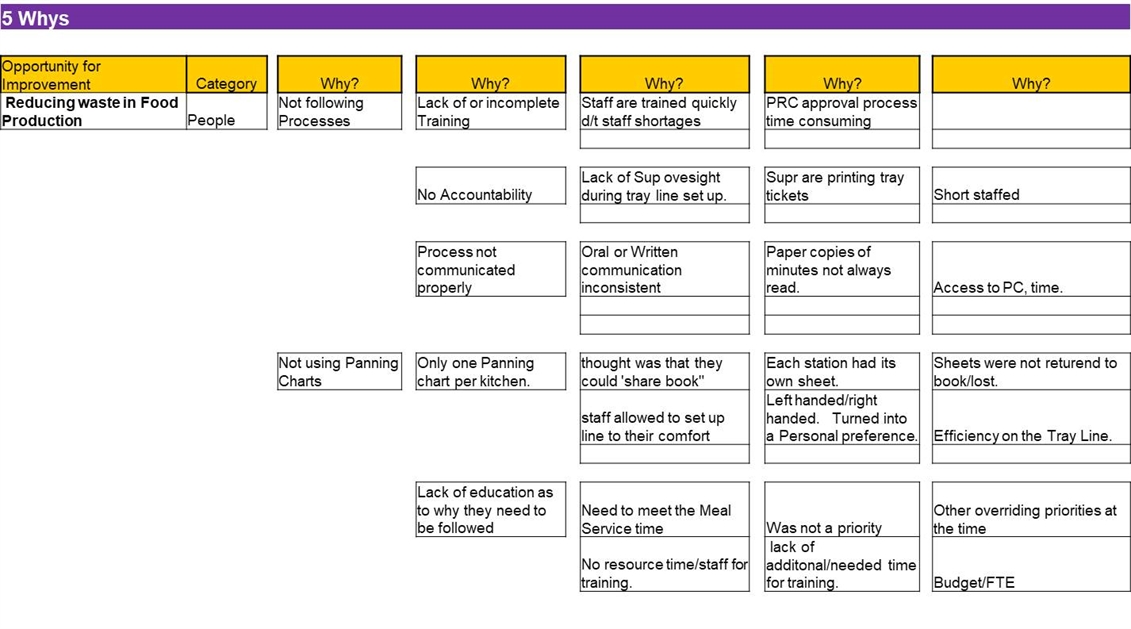 5 Whys
Opportunity for
Improvement
Category
Why?
Why?
Why?
Why?
Why?
Reducing waste in Food
Production
People
Not following
Processes
Lack of or incomplete
Training
Staff are trained quickly
d/t staff shortages
PRC approval process
time consuming
No Accountability
Lack of Sup ovesight
during tray line set up.
Supr are printing tray
tickets
Short staffed
Process not
communicated
properly
Oral or Written
communication
inconsistent
Paper copies of
minutes not always
read.
Access to PC, time.
Not using Panning
Charts
Only one Panning
chart per kitchen.
thought was that they
could 'share book"
Each station had its
own sheet.
Sheets were not returend to
book/lost.
staff allowed to set up
line to their comfort
Left handed/right
handed. Turned into
a Personal preference.
Efficiency on the Tray Line.
Lack of education as
to why they need to
be followed
Need to meet the Meal
Service time
Was not a priority
Other overriding priorities at
the time
No resource time/staff for
training.
lack of
additonal/needed time
for training.
Budget/FTE